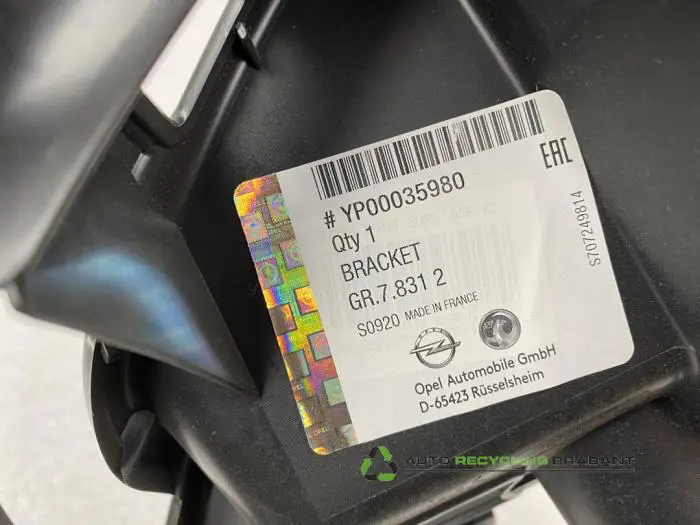 # YP00035980
EAC
Qty 1
BRACKET
GR.7.831 2
S0920 MADE IN FRANCE
S707249814
Opel Automobile GmbH
D-65423 Rüsselsheim
OPEL
AUTO RECYCLING BRABANT